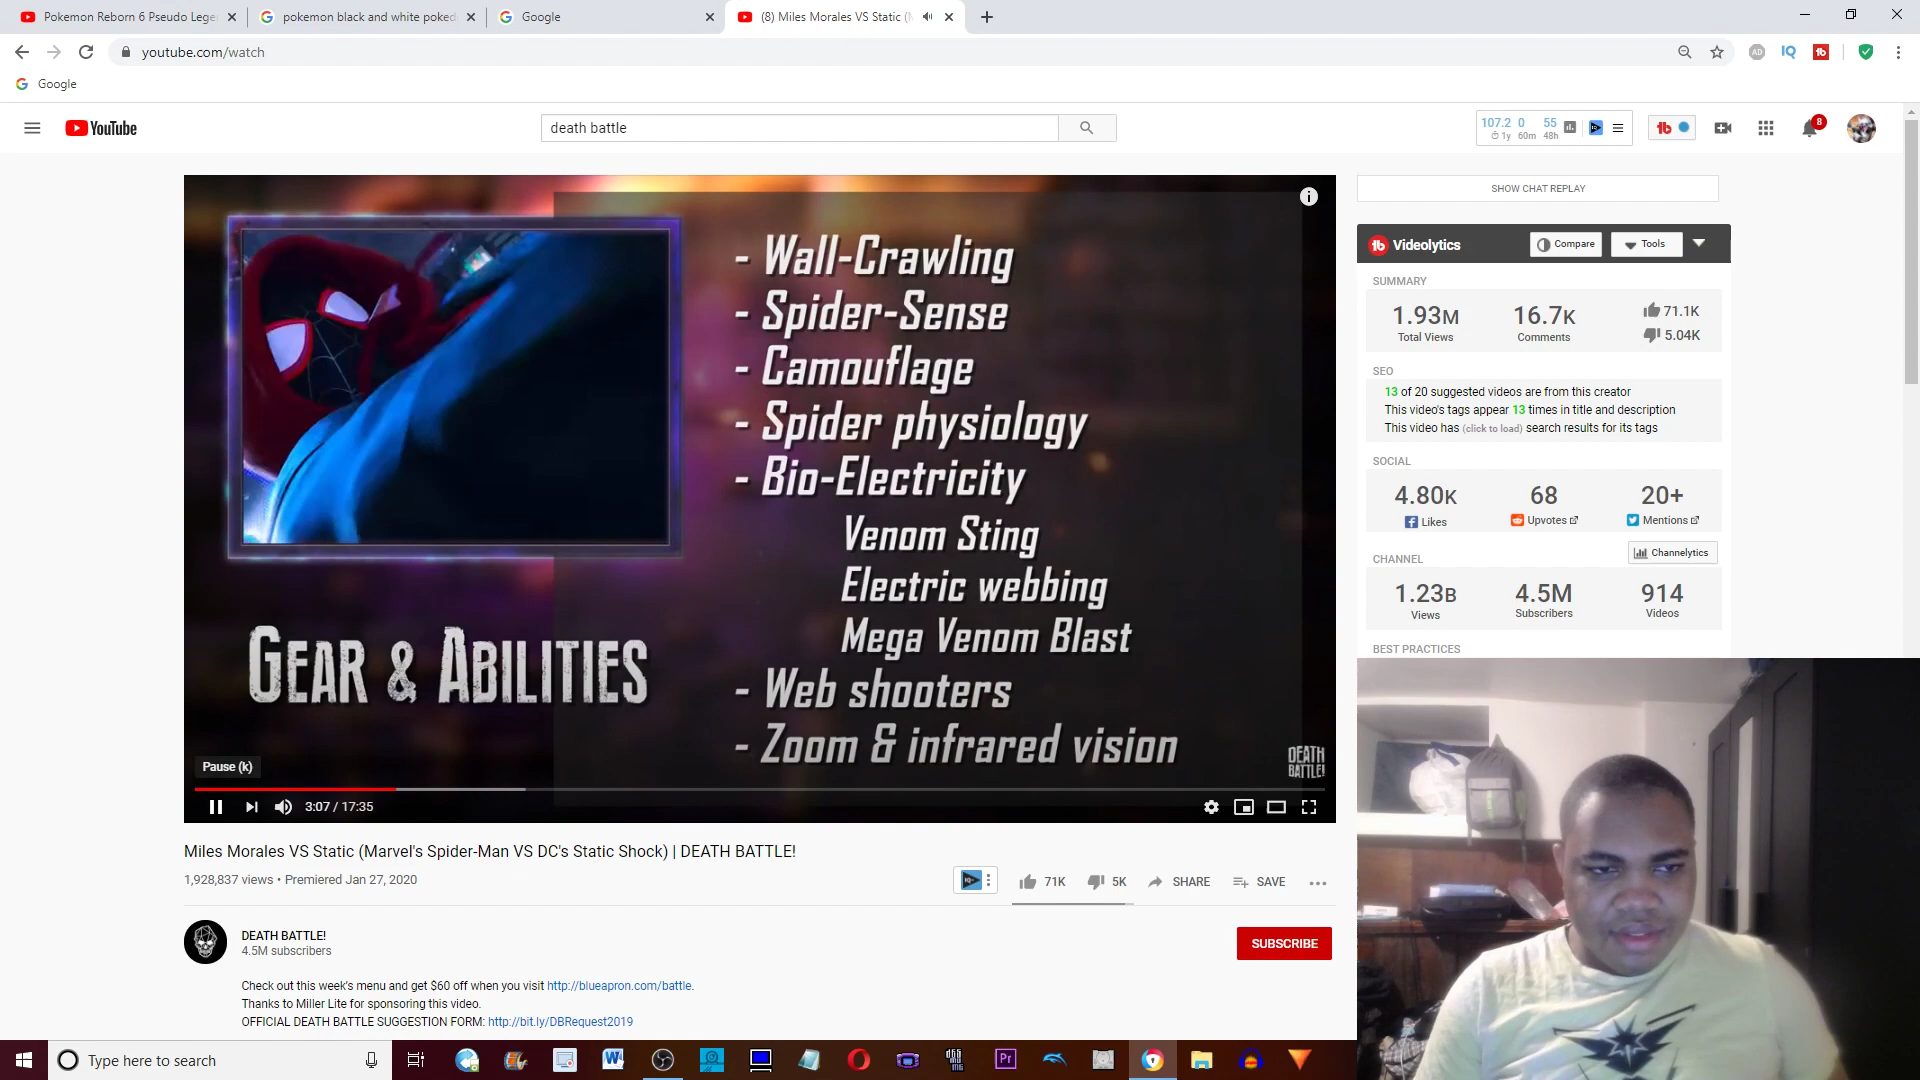 Pokemon Reborn 6 Pseudo Lege
pokemon black and white poked
Google
(8) Miles Morales VS Static (
youtube.com/watch
Google
YouTube
death battle
107.2 0 55
1y 60m 48h
8
SHOW CHAT REPLAY
Videolytics
Compare
Tools
SUMMARY
1.93M
Total Views
16.7K
Comments
71.1K
5.04K
SEO
13 of 20 suggested videos are from this creator
This video's tags appear 13 times in title and description
This video has (click to load) search results for its tags
SOCIAL
4.80K
Likes
68
Upvotes
20+
Mentions
CHANNEL
Channelytics
1.23B
Views
4.5M
Subscribers
914
Videos
BEST PRACTICES
- Wall-Crawling
- Spider-Sense
- Camouflage
- Spider physiology
- Bio-Electricity
Venom Sting
Electric webbing
Mega Venom Blast
- Web shooters
- Zoom & infrared vision
GEAR & ABILITIES
DEATH BATTLE!
Pause (k)
3:07 / 17:35
Miles Morales VS Static (Marvel's Spider-Man VS DC's Static Shock) | DEATH BATTLE!
1,928,837 views • Premiered Jan 27, 2020
71K
5K
SHARE
SAVE
DEATH BATTLE!
4.5M subscribers
SUBSCRIBE
Check out this week's menu and get $60 off when you visit http://blueapron.com/battle.
Thanks to Miller Lite for sponsoring this video.
OFFICIAL DEATH BATTLE SUGGESTION FORM: http://bit.ly/DBRequest2019
Type here to search